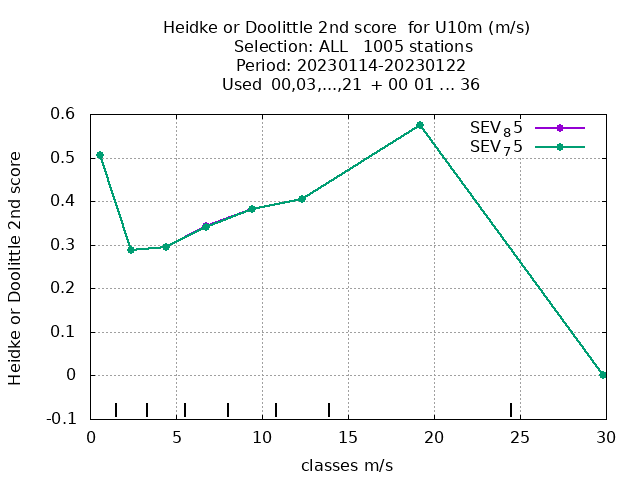 Heidke or Doolittle 2nd score  for U10m (m/s)
Selection: ALL   1005 stations
Period: 20230114-20230122
Used  00,03,...,21  + 00 01 ... 36
Heidke or Doolittle 2nd score
0.6
0.5
0.4
0.3
0.2
0.1
0
-0.1
SEV₈5
SEV₇5
0 5 10 15 20 25 30
classes m/s